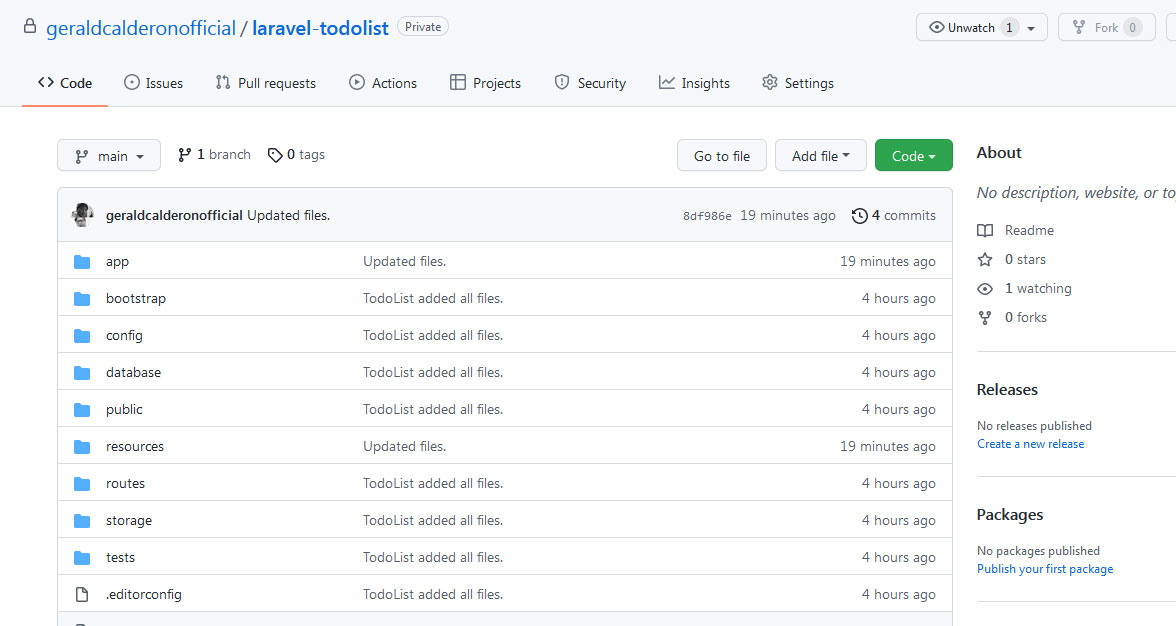 geraldcalderonofficial / laravel-todolist Private Unwatch 1 Fork 0
Code Issues Pull requests Actions Projects Security Insights Settings
main 1 branch 0 tags Go to file Add file Code
geraldcalderonofficial Updated files. 8df986e 19 minutes ago 4 commits
app Updated files. 19 minutes ago
bootstrap TodoList added all files. 4 hours ago
config TodoList added all files. 4 hours ago
database TodoList added all files. 4 hours ago
public TodoList added all files. 4 hours ago
resources Updated files. 19 minutes ago
routes TodoList added all files. 4 hours ago
storage TodoList added all files. 4 hours ago
tests TodoList added all files. 4 hours ago
.editorconfig TodoList added all files. 4 hours ago
About
No description, website, or to
Readme
0 stars
1 watching
0 forks
Releases
No releases published
Create a new release
Packages
No packages published
Publish your first package